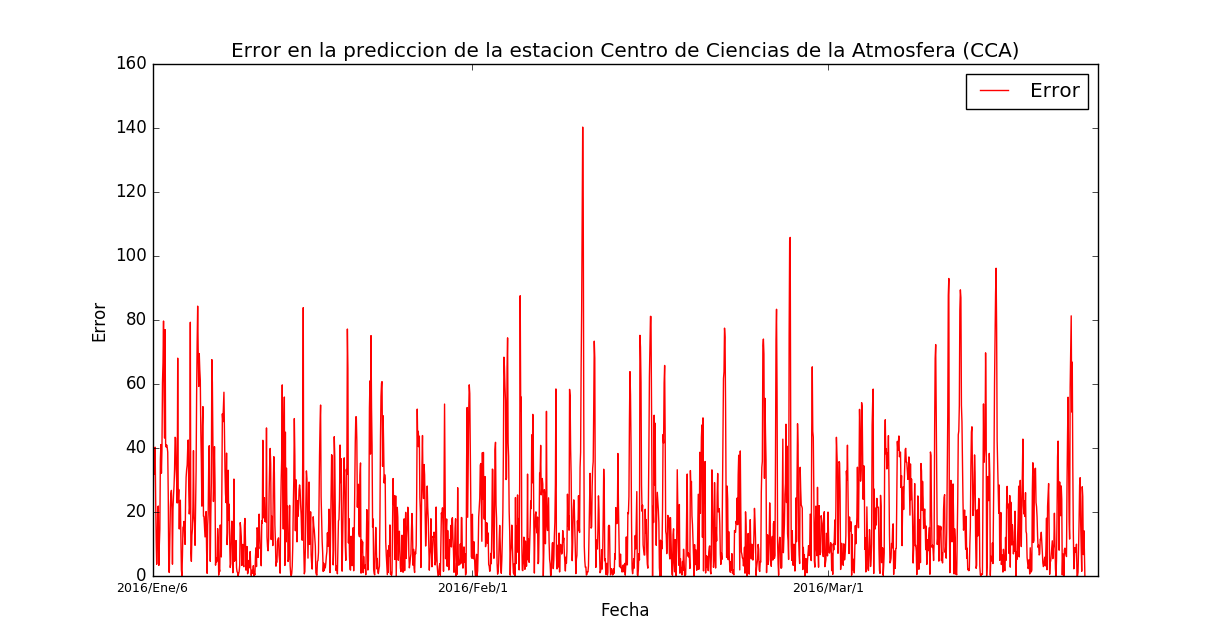 Error en la prediccion de la estacion Centro de Ciencias de la Atmosfera (CCA)
160
140
120
100
80
60
40
20
0
Error
Error
2016/Ene/6 2016/Feb/1 2016/Mar/1
Fecha